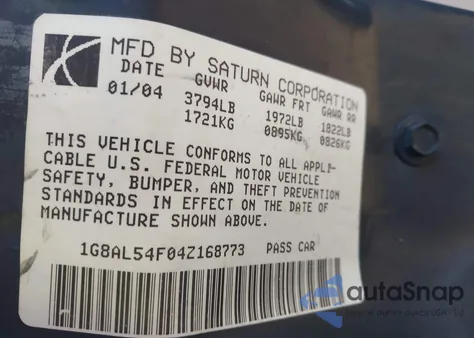 MFD BY SATURN CORPORATION
DATE GVWR GAWR FRT GAWR RR
01/04 3794LB 1972LB 1822LB
1721KG 0895KG 0826KG
THIS VEHICLE CONFORMS TO ALL APPLI-
CABLE U.S. FEDERAL MOTOR VEHICLE
SAFETY, BUMPER, AND THEFT PREVENTION
STANDARDS IN EFFECT ON THE DATE OF
MANUFACTURE SHOWN ABOVE.
1G8AL54F04Z168773 PASS CAR
autaSnap